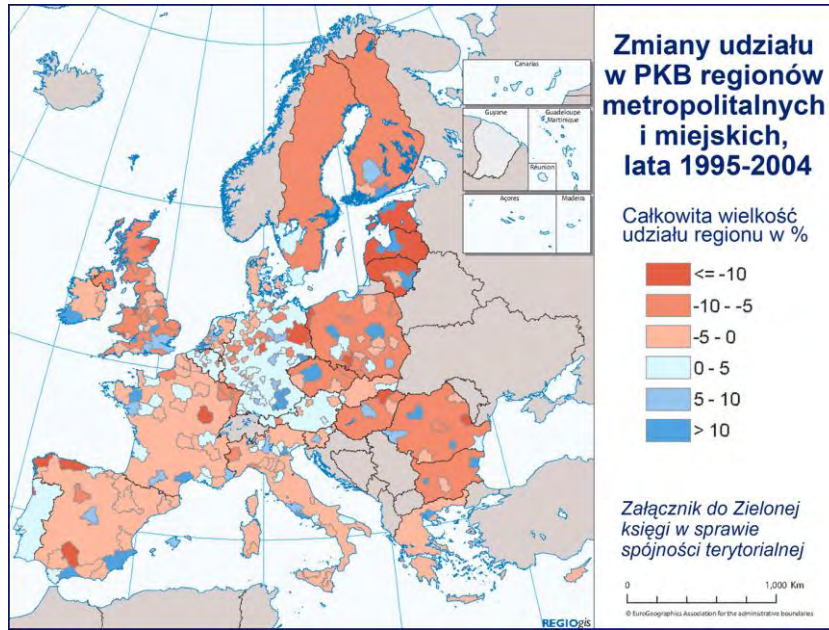 Zmiany udziału
w PKB regionów
metropolitalnych
i miejskich,
lata 1995-2004
Całkowita wielkość
udziału regionu w %
<= -10
-10 - -5
-5 - 0
0 - 5
5 - 10
> 10
Załącznik do Zielonej
księgi w sprawie
spójności terytorialnej
0 1,000 Km
© EuroGeographics Association for the administrative boundaries
Canarias
Guyane
Guadeloupe
Martinique
Réunion
Açores
Madeira
REGIOgis